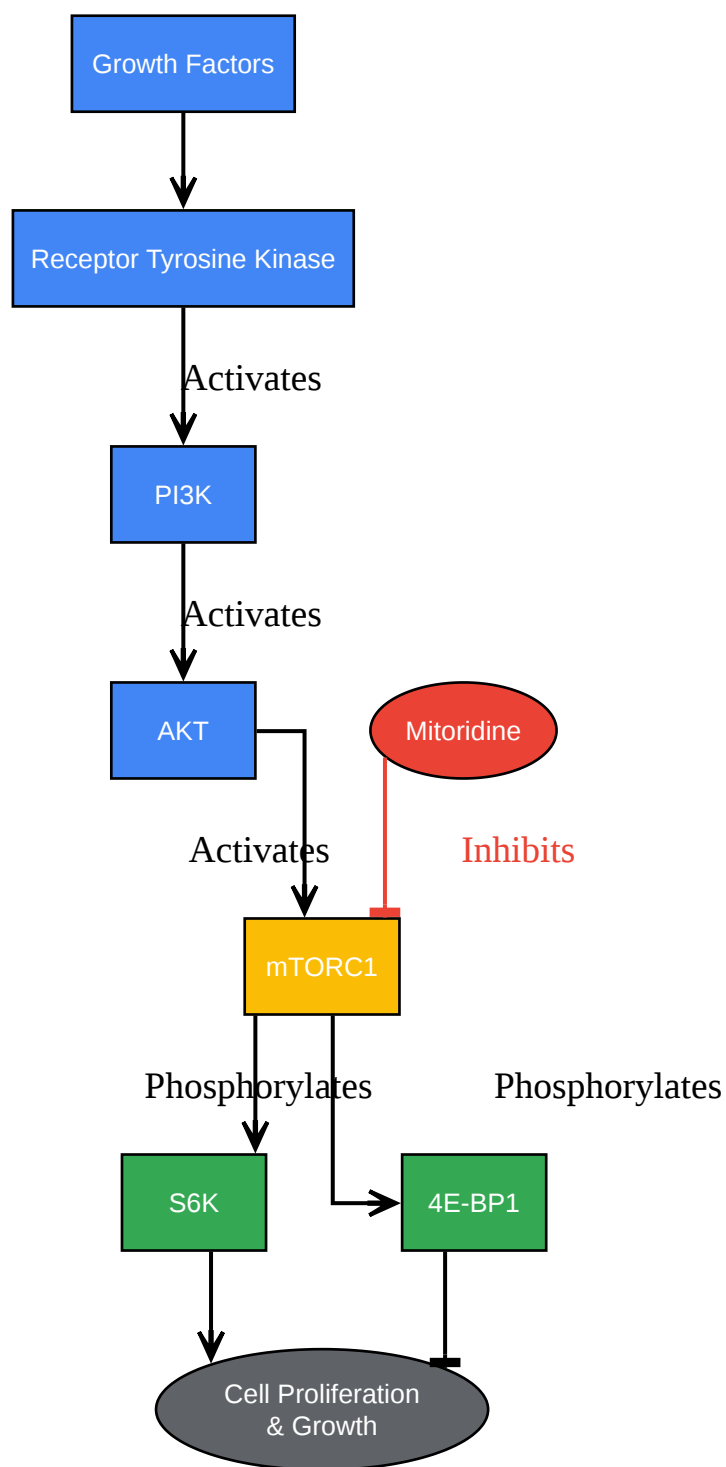 Growth Factors
Receptor Tyrosine Kinase
Activates
PI3K
Activates
AKT
Mitoridine
Activates
Inhibits
mTORC1
Phosphorylates
Phosphorylates
S6K
4E-BP1
Cell Proliferation
& Growth